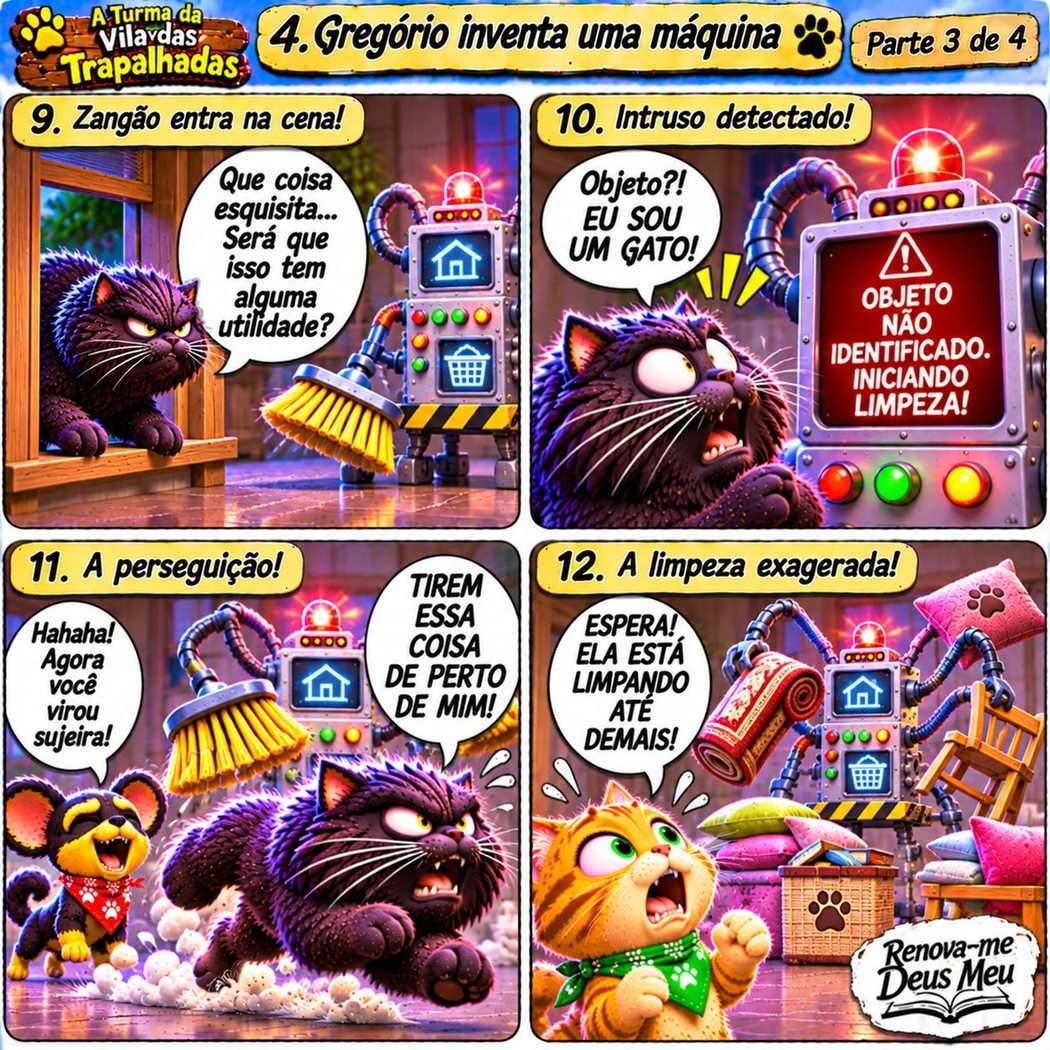 A Turma da
Vila das
Trapalhadas
4. Gregório inventa uma máquina
Parte 3 de 4
9. Zangão entra na cena!
Que coisa
esquisita...
Será que
isso tem
alguma
utilidade?
10. Intruso detectado!
Objeto?!
EU SOU
UM GATO!
OBJETO
NÃO
IDENTIFICADO.
INICIANDO
LIMPEZA!
11. A perseguição!
Hahaha!
Agora
você
virou
sujeira!
TIREM
ESSA
COISA
DE PERTO
DE MIM!
12. A limpeza exagerada!
ESPERA!
ELA ESTÁ
LIMPANDO
ATÉ
DEMAIS!
Renova-me
Deus Meu